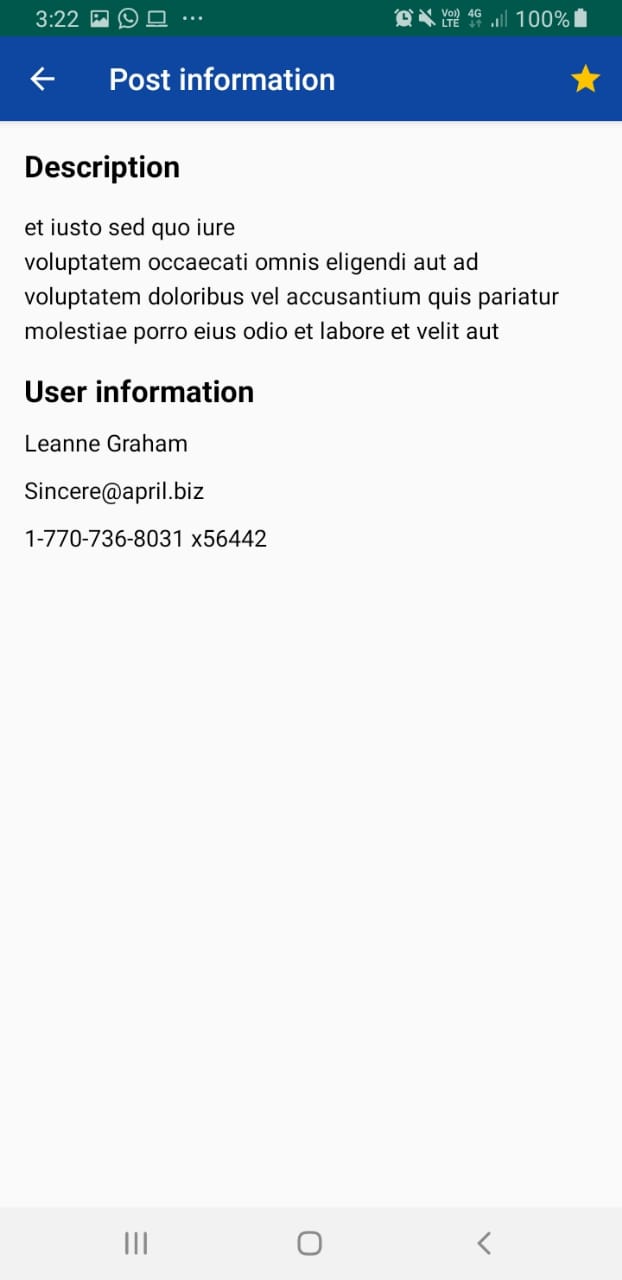 3:22 ... Vo)) LTE 4G 100%
Post information
Description
et iusto sed quo iure
voluptatem occaecati omnis eligendi aut ad
voluptatem doloribus vel accusantium quis pariatur
molestiae porro eius odio et labore et velit aut
User information
Leanne Graham
Sincere@april.biz
1-770-736-8031 x56442